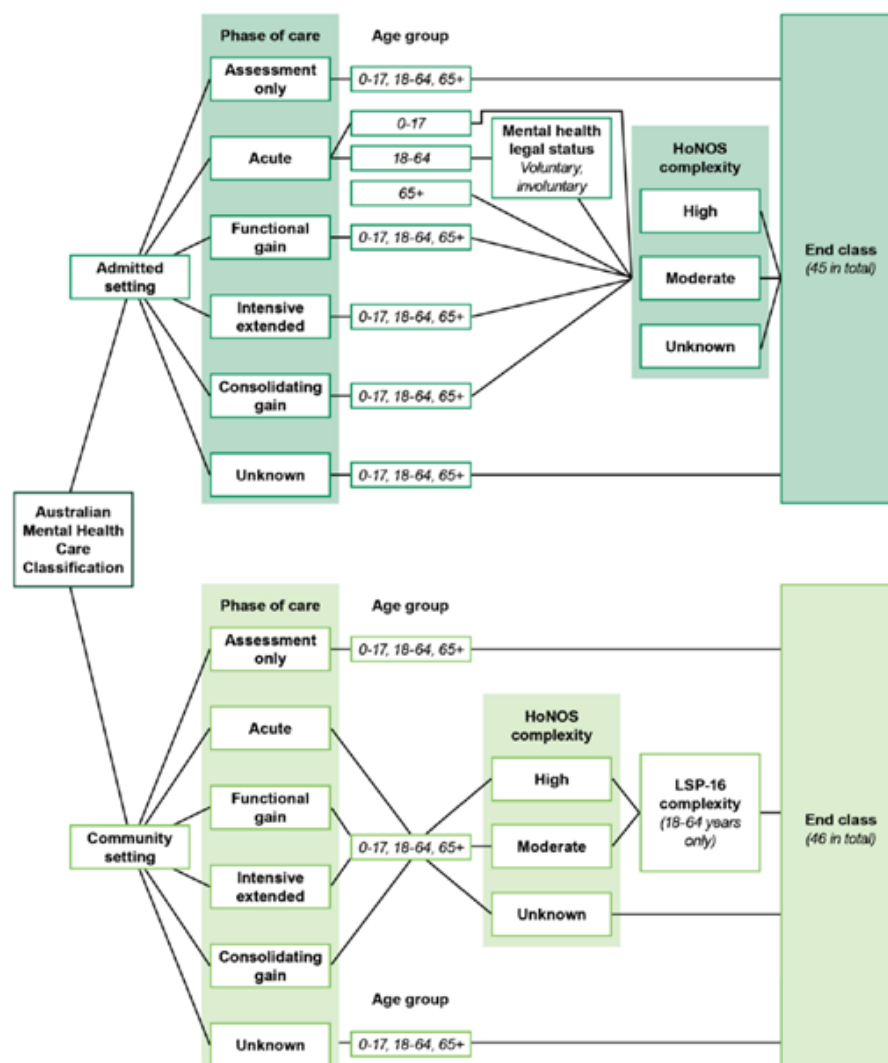 Phase of care
Age group
Assessment
only
0-17, 18-64, 65+
0-17
Acute
18-64
65+
Mental health
legal status
Voluntary,
involuntary
HoNOS
complexity
High
Functional
gain
0-17, 18-64, 65+
Admitted
setting
Moderate
End class
(45 in total)
Intensive
extended
0-17, 18-64, 65+
Unknown
Consolidating
gain
0-17, 18-64, 65+
Unknown
0-17, 18-64, 65+
Australian
Mental Health
Care
Classification
Phase of care
Age group
Assessment
only
0-17, 18-64, 65+
Acute
HoNOS
complexity
High
Functional
gain
LSP-16
complexity
(18-64 years
only)
Community
setting
0-17, 18-64, 65+
Moderate
End class
(46 in total)
Intensive
extended
Unknown
Consolidating
gain
Age group
Unknown
0-17, 18-64, 65+